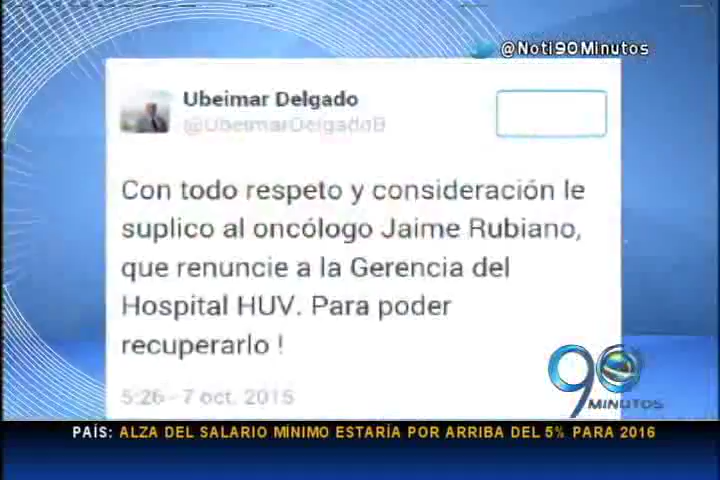 @Noti90Minutos
Ubeimar Delgado
@UbeimarDelgadoB
Con todo respeto y consideración le
suplico al oncólogo Jaime Rubiano,
que renuncie a la Gerencia del
Hospital HUV. Para poder
recuperarlo !
5:26 - 7 oct. 2015
90
MINUTOS
PAÍS: ALZA DEL SALARIO MÍNIMO ESTARÍA POR ARRIBA DEL 5% PARA 2016